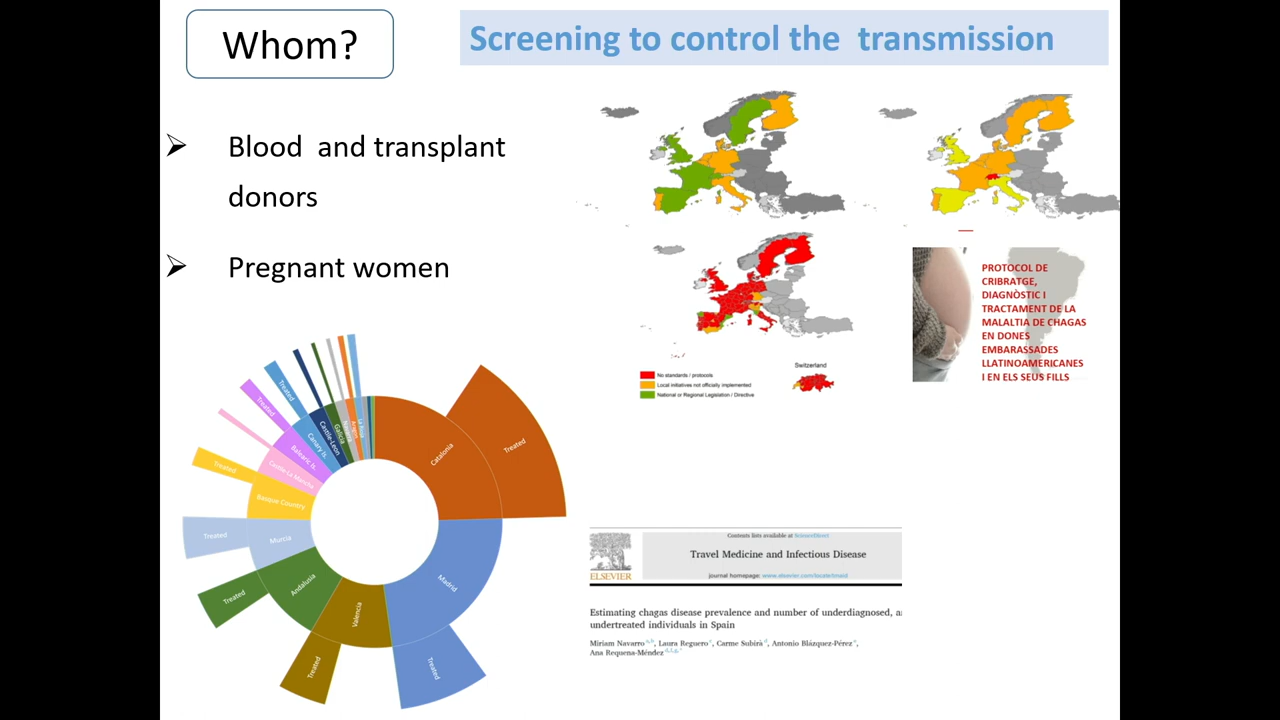 Whom?
Screening to control the transmission
Blood and transplant
donors
Pregnant women
PROTOCOL DE
CRIBRATGE,
DIAGNÒSTIC I
TRACTAMENT DE LA
MALALTIA DE CHAGAS
EN DONES
EMBARASSADES
LLATINOAMERICANES
I EN ELS SEUS FILLS
Switzerland
No standards / protocols
Local initiatives not officially implemented
National or Regional Legislation / Directive
Catalonia
Treated
Madrid
Treated
Valencia
Treated
Andalusia
Treated
Murcia
Treated
Basque Country
Treated
Castile-La Mancha
Balearic Is.
Treated
Canary Is.
Treated
Castile-Leon
Galicia
Contents lists available at ScienceDirect
Travel Medicine and Infectious Disease
journal homepage: www.elsevier.com/locate/tmaid
ELSEVIER
Estimating chagas disease prevalence and number of underdiagnosed, a
undertreated individuals in Spain
Miriam Navarro, Laura Reguero, Carme Subirà, Antonio Blázquez-Pérez,
Ana Requena-Méndez